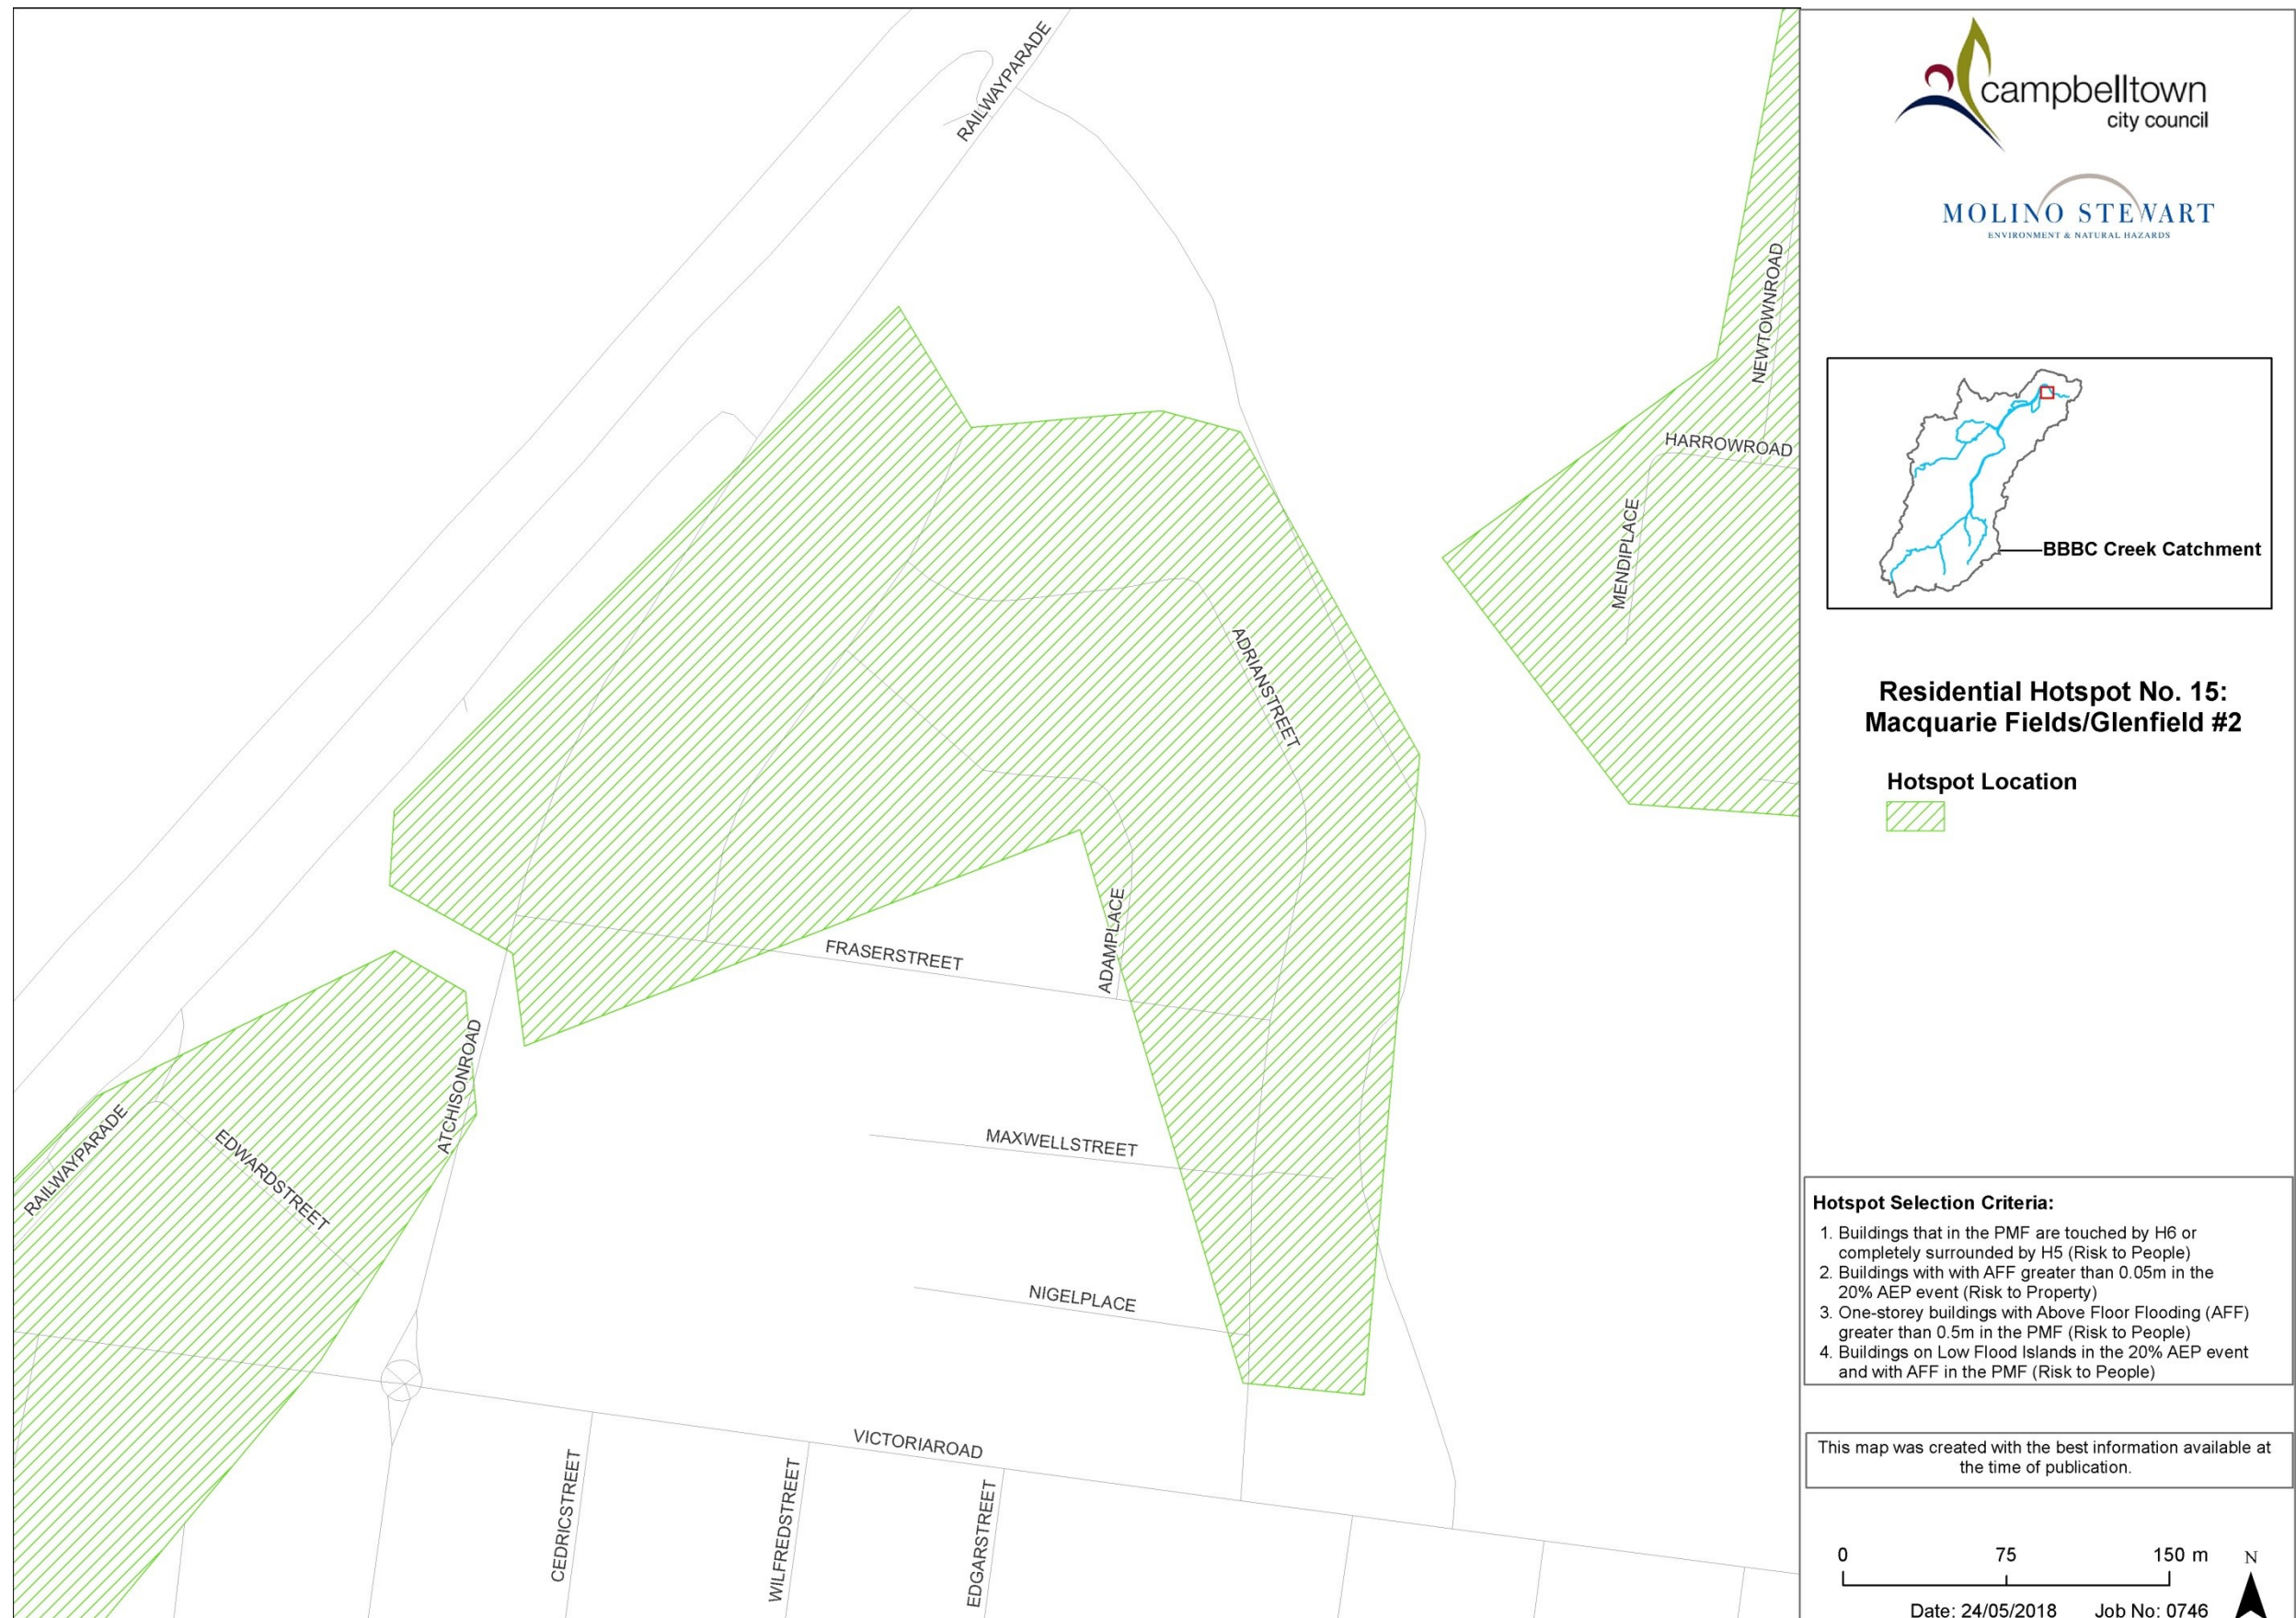 RAILWAYPARADE
NEWTOWNROAD
HARROWROAD
MENDIPLACE
ADRIANSTREET
ADAMPLACE
FRASERSTREET
ATCHISONROAD
RAILWAYPARADE
EDWARDSTREET
MAXWELLSTREET
NIGELPLACE
VICTORIAROAD
CEDRICSTREET
WILFREDSTREET
EDGARSTREET
campbelltown
city council
MOLINO STEWART
ENVIRONMENT & NATURAL HAZARDS
BBBC Creek Catchment
Residential Hotspot No. 15:
Macquarie Fields/Glenfield #2
Hotspot Location
Hotspot Selection Criteria:
1. Buildings that in the PMF are touched by H6 or
completely surrounded by H5 (Risk to People)
2. Buildings with with AFF greater than 0.05m in the
20% AEP event (Risk to Property)
3. One-storey buildings with Above Floor Flooding (AFF)
greater than 0.5m in the PMF (Risk to People)
4. Buildings on Low Flood Islands in the 20% AEP event
and with AFF in the PMF (Risk to People)
This map was created with the best information available at
the time of publication.
0 75 150 m N
Date: 24/05/2018 Job No: 0746